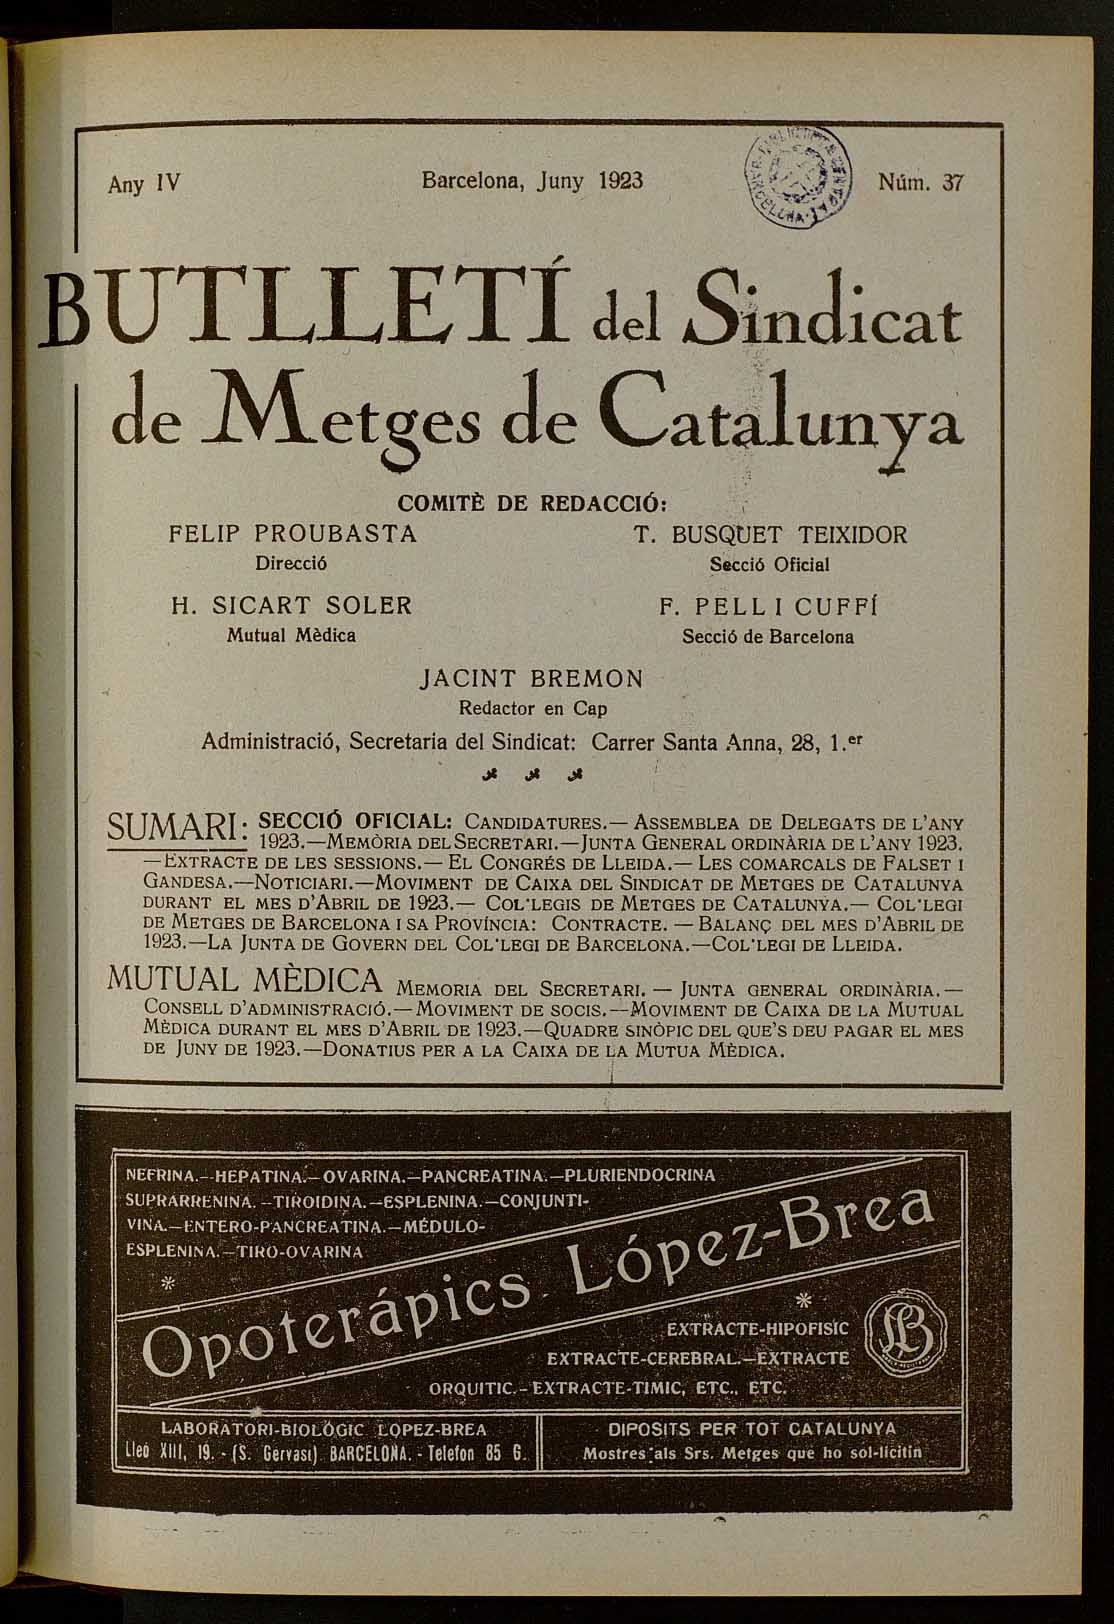 Any IV Barcelona, Juny 1923 Núm. 37
BUTLLETÍ del Sindicat
de Metges de Catalunya
COMITÈ DE REDACCIÓ:
FELIP PROUBASTA T. BUSQUET TEIXIDOR
Direcció Secció Oficial
H. SICART SOLER F. PELL I CUFFÍ
Mutual Mèdica Secció de Barcelona
JACINT BREMON
Redactor en Cap
Administració, Secretaria del Sindicat: Carrer Santa Anna, 28, 1.er
SUMARI: SECCIÓ OFICIAL: CANDIDATURES.— ASSEMBLEA DE DELEGATS DE L'ANY
1923.—MEMÒRIA DEL SECRETARI.—JUNTA GENERAL ORDINÀRIA DE L'ANY 1923.
—EXTRACTE DE LES SESSIONS.— EL CONGRÉS DE LLEIDA.— LES COMARCALS DE FALSET I
GANDESA.—NOTICIARI.—MOVIMENT DE CAIXA DEL SINDICAT DE METGES DE CATALUNYA
DURANT EL MES D'ABRIL DE 1923.— COL·LEGIS DE METGES DE CATALUNYA.— COL·LEGI
DE METGES DE BARCELONA I SA PROVÍNCIA: CONTRACTE. — BALANÇ DEL MES D'ABRIL DE
1923.—LA JUNTA DE GOVERN DEL COL·LEGI DE BARCELONA.—COL·LEGI DE LLEIDA.
MUTUAL MÈDICA MEMORIA DEL SECRETARI. — JUNTA GENERAL ORDINÀRIA.—
CONSELL D'ADMINISTRACIÓ.— MOVIMENT DE SOCIS.—MOVIMENT DE CAIXA DE LA MUTUAL
MÈDICA DURANT EL MES D'ABRIL DE 1923.—QUADRE SINÒPIC DEL QUE'S DEU PAGAR EL MES
DE JUNY DE 1923.—DONATIUS PER A LA CAIXA DE LA MUTUA MÈDICA.
NEFRINA.--HEPATINA.—OVARINA.—PANCREATINA.—PLURIENDOCRINA
SUPRARRENINA.—TIROIDINA.—ESPLENINA.—CONJUNTI-
VINA.—ENTERO-PANCREATINA.—MÉDULO-
ESPLENINA.—TIRO-OVARINA
Opoterápics López-Brea
EXTRACTE-HIPOFISÍC
EXTRACTE-CEREBRAL.—EXTRACTE
ORQUITIC.- EXTRACTE-TIMIC, ETC., ETC.
LB
LABORATORI-BIOLÒGIC LOPEZ-BREA
Lleó XIII, 19. - (S. Gervasi) BARCELONA. - Telefon 85 G.
DIPOSITS PER TOT CATALUNYA
Mostres als Srs. Metges que ho sol-licitin